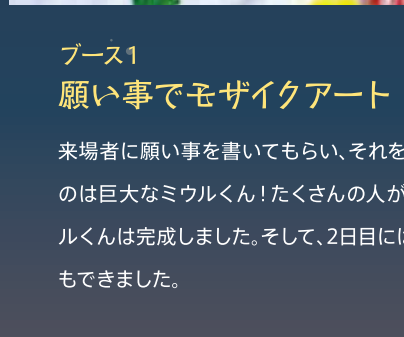 ブース1
願い事でモザイクアート
来場者に願い事を書いてもらい、それを
のは巨大なミウルくん！たくさんの人が
ルくんは完成しました。そして、2日目に
もできました。